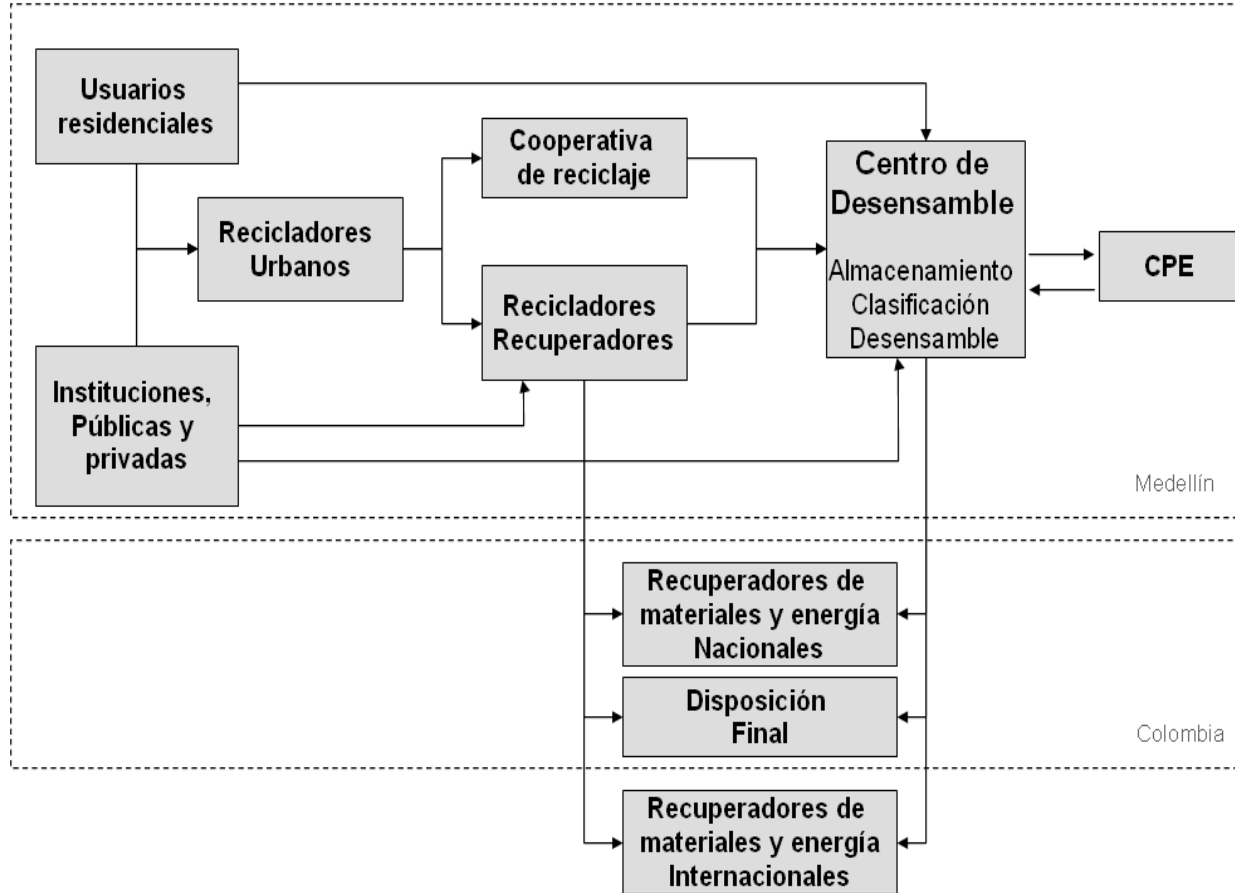 Usuarios
residenciales
Cooperativa
de reciclaje
Centro de
Desensamble
Almacenamiento
Clasificación
Desensamble
Recicladores
Urbanos
CPE
Recicladores
Recuperadores
Instituciones,
Públicas y
privadas
Medellín
Recuperadores de
materiales y energía
Nacionales
Disposición
Final
Colombia
Recuperadores de
materiales y energía
Internacionales